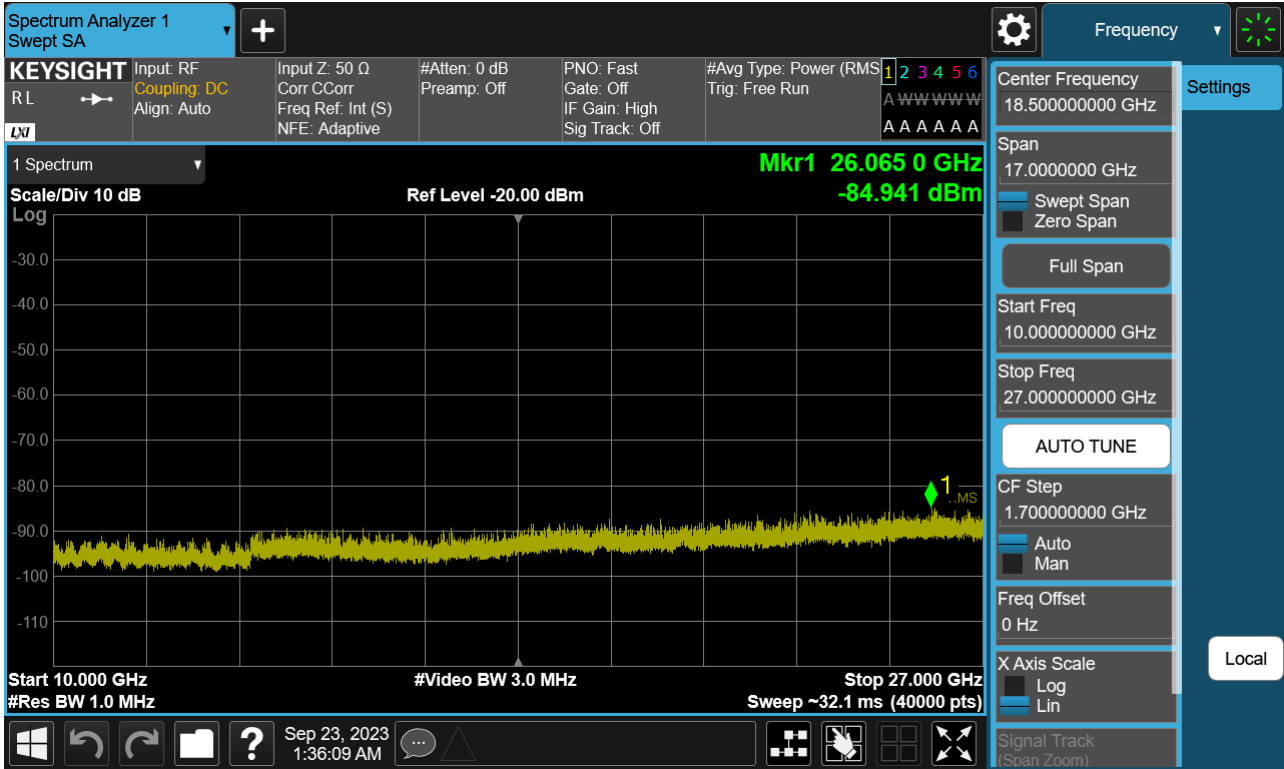 Spectrum Analyzer 1
Swept SA
Frequency
KEYSIGHT
R L
LXI
Input: RF
Coupling: DC
Align: Auto
Input Z: 50 Ω
Corr CCorr
Freq Ref: Int (S)
NFE: Adaptive
#Atten: 0 dB
Preamp: Off
PNO: Fast
Gate: Off
IF Gain: High
Sig Track: Off
#Avg Type: Power (RMS
Trig: Free Run
1 2 3 4 5 6
A W W W W W
A A A A A A
1 Spectrum
Scale/Div 10 dB
Log
Ref Level -20.00 dBm
Mkr1 26.065 0 GHz
-84.941 dBm
-30.0
-40.0
-50.0
-60.0
-70.0
-80.0
-90.0
-100
-110
1
Start 10.000 GHz
#Res BW 1.0 MHz
#Video BW 3.0 MHz
Stop 27.000 GHz
Sweep ~32.1 ms (40000 pts)
Center Frequency
18.500000000 GHz
Span
17.0000000 GHz
Swept Span
Zero Span
Full Span
Start Freq
10.000000000 GHz
Stop Freq
27.000000000 GHz
AUTO TUNE
CF Step
1.700000000 GHz
Auto
Man
Freq Offset
0 Hz
X Axis Scale
Log
Lin
Signal Track
(Span Zoom)
Settings
Local
?
Sep 23, 2023
1:36:09 AM